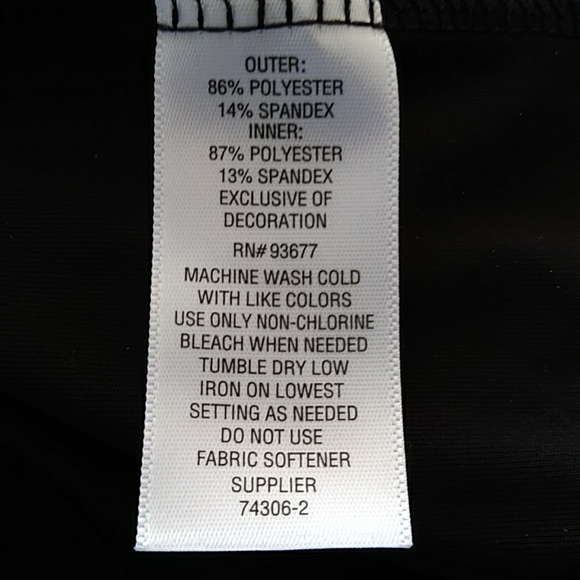 OUTER:
86% POLYESTER
14% SPANDEX
INNER:
87% POLYESTER
13% SPANDEX
EXCLUSIVE OF
DECORATION
RN# 93677
MACHINE WASH COLD
WITH LIKE COLORS
USE ONLY NON-CHLORINE
BLEACH WHEN NEEDED
TUMBLE DRY LOW
IRON ON LOWEST
SETTING AS NEEDED
DO NOT USE
FABRIC SOFTENER
SUPPLIER
74306-2